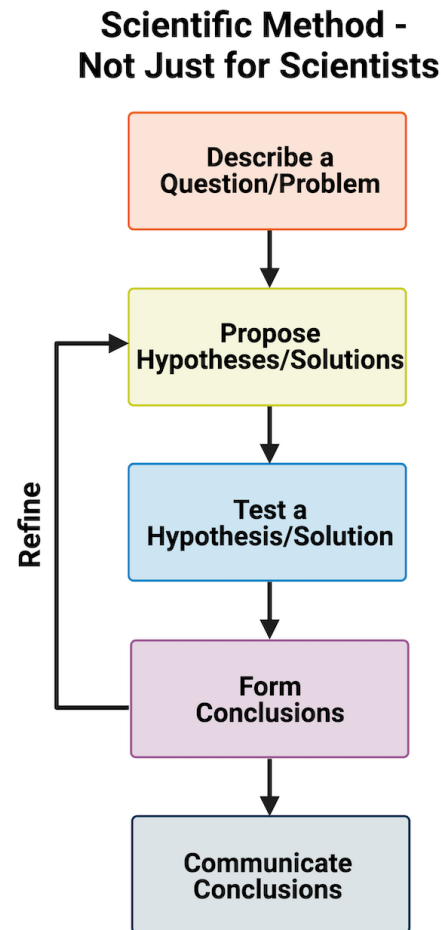 Scientific Method -
Not Just for Scientists
Describe a
Question/Problem
Propose
Hypotheses/Solutions
Test a
Hypothesis/Solution
Refine
Form
Conclusions
Communicate
Conclusions